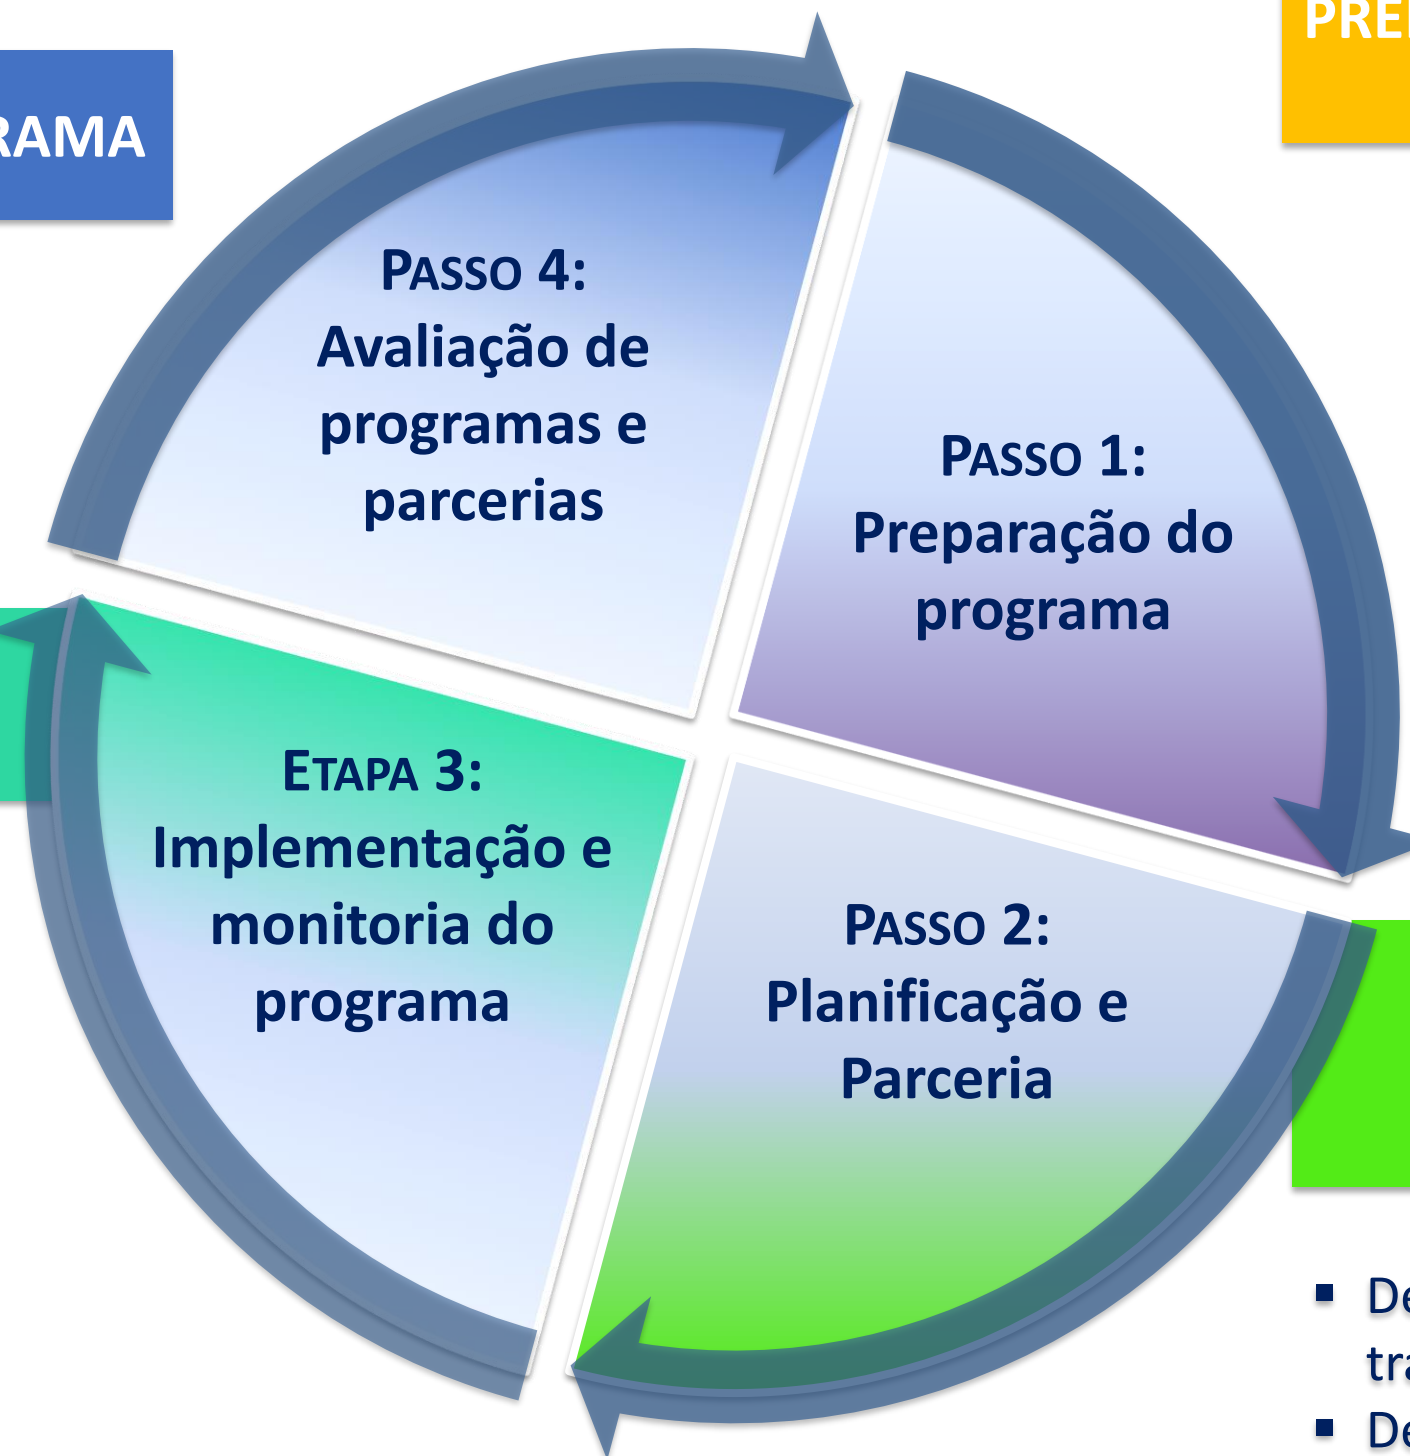 PASSO 4:
Avaliação de
programas e
parcerias
PASSO 1:
Preparação do
programa
PASSO 2:
Planificação e
Parceria
ETAPA 3:
Implementação e
monitoria do
programa